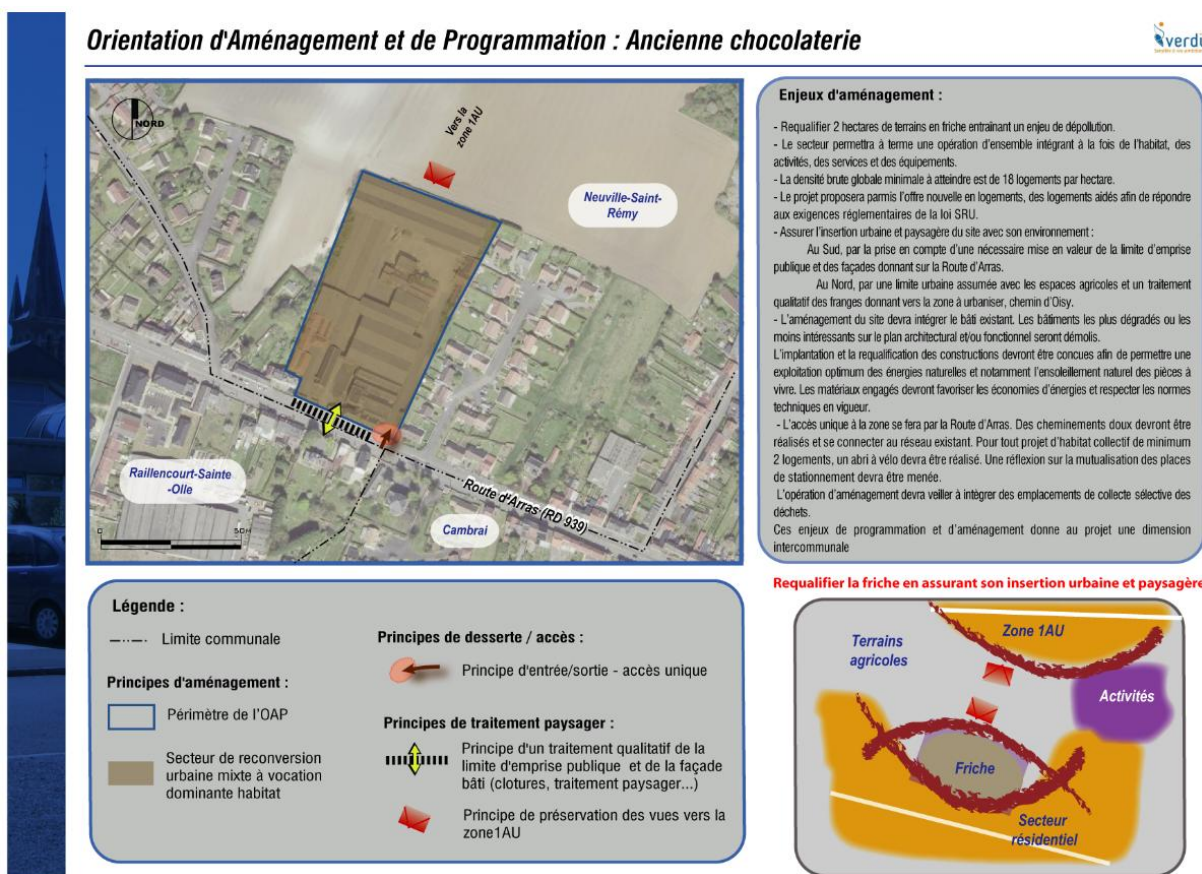 Orientation d'Aménagement et de Programmation : Ancienne chocolaterie
verdi
NORD
Vers la
zone 1AU
Neuville-Saint-
Rémy
Raillencourt-Sainte
-Olle
Cambrai
Route d'Arras (RD 939)
0
Enjeux d'aménagement :
- Requalifier 2 hectares de terrains en friche entraînant un enjeu de dépollution.
- Le secteur permettra à terme une opération d'ensemble intégrant à la fois de l'habitat, des
activités, des services et des équipements.
- La densité brute globale minimale à atteindre est de 18 logements par hectare.
- Le projet proposera parmi l'offre nouvelle en logements, des logements aidés afin de répondre
aux exigences réglementaires de la loi SRU.
- Assurer l'insertion urbaine et paysagère du site avec son environnement :
Au Sud, par la prise en compte d'une nécessaire mise en valeur de la limite d'emprise
publique et des façades donnant sur la Route d'Arras.
Au Nord, par une limite urbaine assumée avec les espaces agricoles et un traitement
qualitatif des franges donnant vers la zone à urbaniser, chemin d'Oisy.
- L'aménagement du site devra intégrer le bâti existant. Les bâtiments les plus dégradés ou les
moins intéressants sur le plan architectural et/ou fonctionnel seront démolis.
L'implantation et la requalification des constructions devront être concues afin de permettre une
exploitation optimum des énergies naturelles et notamment l'ensoleillement naturel des pièces à
vivre. Les matériaux engagés devront favoriser les économies d'énergies et respecter les normes
techniques en vigueur.
- L'accès unique à la zone se fera par la Route d'Arras. Des cheminements doux devront être
réalisés et se connecter au réseau existant. Pour tout projet d'habitat collectif de minimum
2 logements, un abri à vélo devra être réalisé. Une réflexion sur la mutualisation des places
de stationnement devra être menée.
L'opération d'aménagement devra veiller à intégrer des emplacements de collecte sélective des
déchets.
Ces enjeux de programmation et d'aménagement donne au projet une dimension
intercommunale
Légende :
Limite communale
Principes d'aménagement :
Périmètre de l'OAP
Secteur de reconversion
urbaine mixte à vocation
dominante habitat
Principes de desserte / accès :
Principe d'entrée/sortie - accès unique
Principes de traitement paysager :
Principe d'un traitement qualitatif de la
limite d'emprise publique et de la façade
bâti (clotures, traitement paysager...)
Principe de préservation des vues vers la
zone1AU
Requalifier la friche en assurant son insertion urbaine et paysagère
Terrains
agricoles
Zone 1AU
Activités
Friche
Secteur
résidentiel